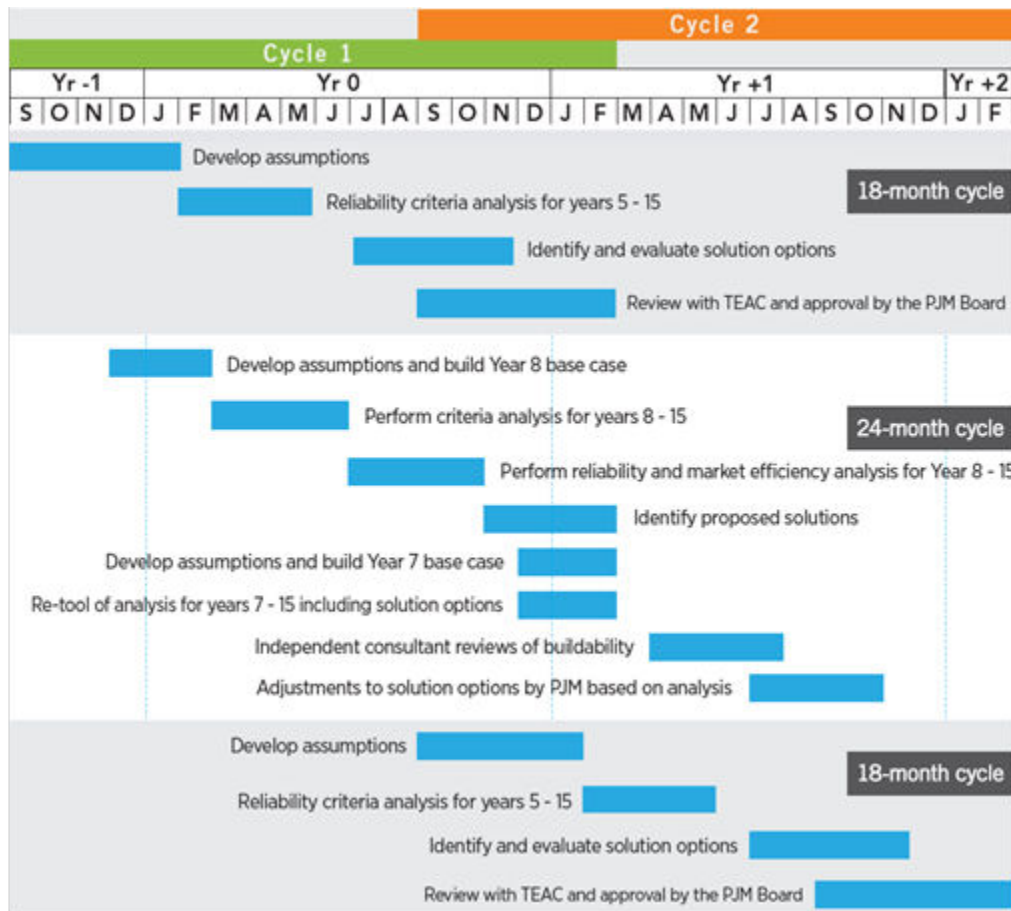 Cycle 2
Cycle 1
Yr -1 Yr 0 Yr +1 Yr +2
S | O | N | D | J | F | M | A | M | J | J | A | S | O | N | D | J | F | M | A | M | J | J | A | S | O | N | D | J | F
Develop assumptions
18-month cycle
Reliability criteria analysis for years 5 - 15
Identify and evaluate solution options
Review with TEAC and approval by the PJM Board
Develop assumptions and build Year 8 base case
Perform criteria analysis for years 8 - 15
24-month cycle
Perform reliability and market efficiency analysis for Year 8 - 15
Identify proposed solutions
Develop assumptions and build Year 7 base case
Re-tool of analysis for years 7 - 15 including solution options
Independent consultant reviews of buildability
Adjustments to solution options by PJM based on analysis
Develop assumptions
18-month cycle
Reliability criteria analysis for years 5 - 15
Identify and evaluate solution options
Review with TEAC and approval by the PJM Board